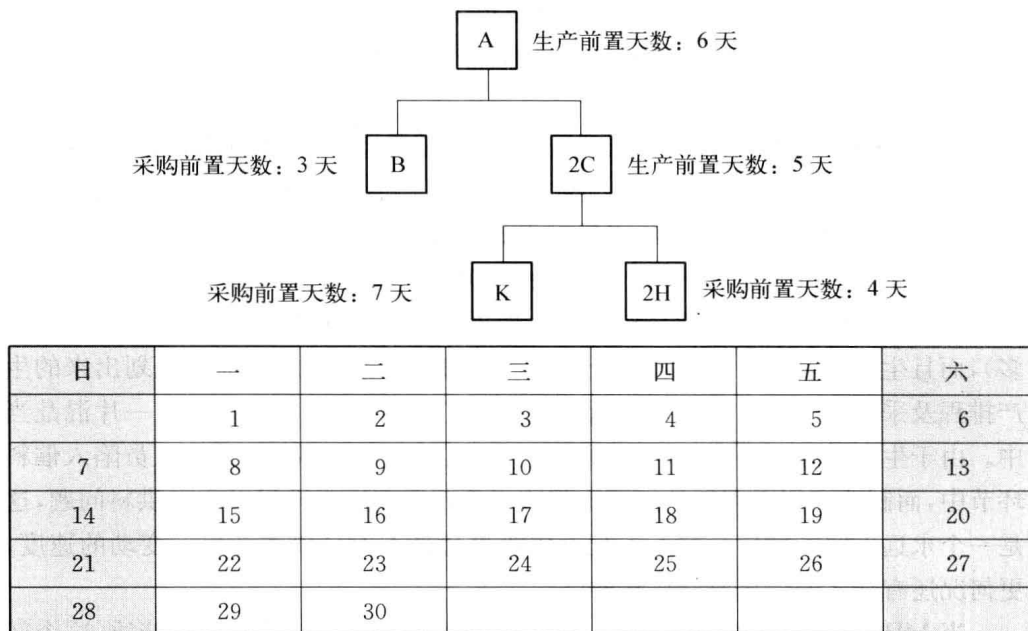 A 生产前置天数：6 天
采购前置天数：3 天 B 2C 生产前置天数：5 天
采购前置天数：7 天 K 2H 采购前置天数：4 天
日 一 二 三 四 五 六
1 2 3 4 5 6
7 8 9 10 11 12 13
14 15 16 17 18 19 20
21 22 23 24 25 26 27
28 29 30